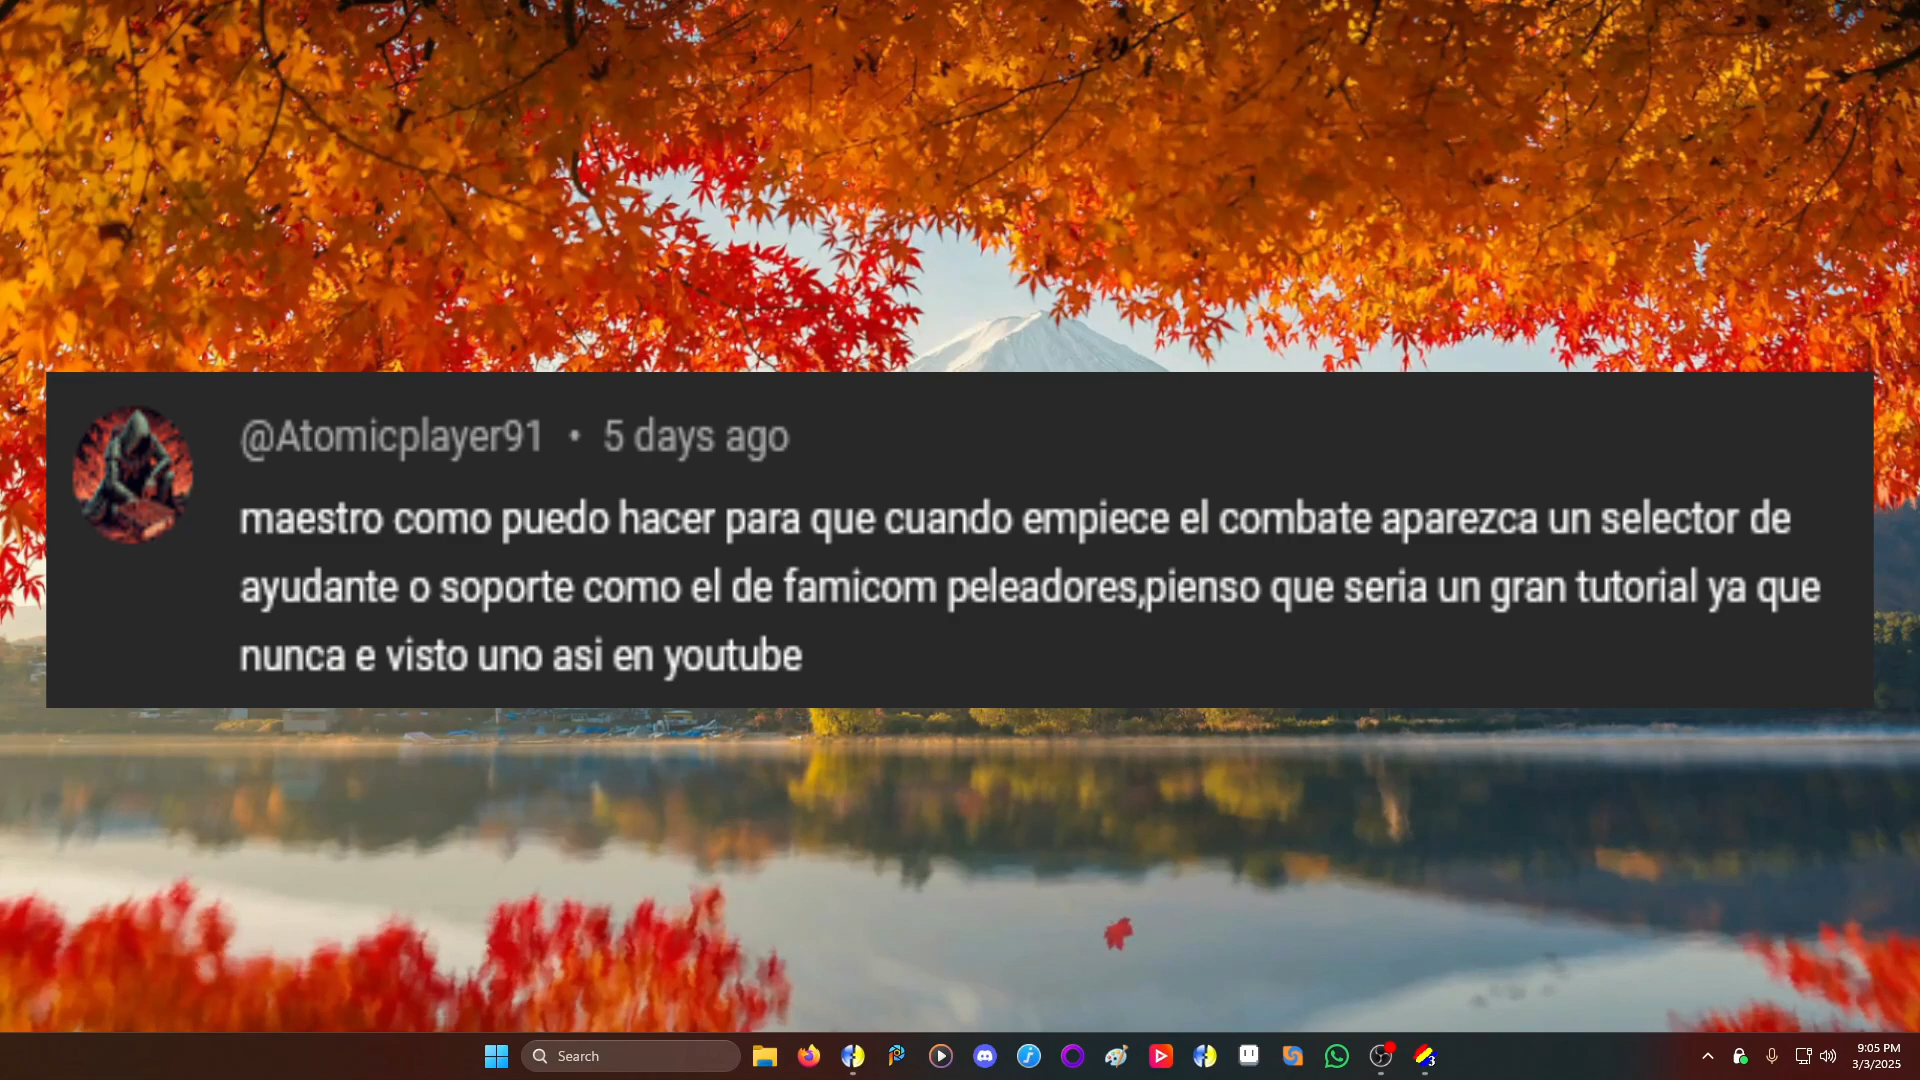 @Atomicplayer91 • 5 days ago
maestro como puedo hacer para que cuando empiece el combate aparezca un selector de
ayudante o soporte como el de famicom peleadores,pienso que seria un gran tutorial ya que
nunca e visto uno asi en youtube
Search
3
9:05 PM
3/3/2025